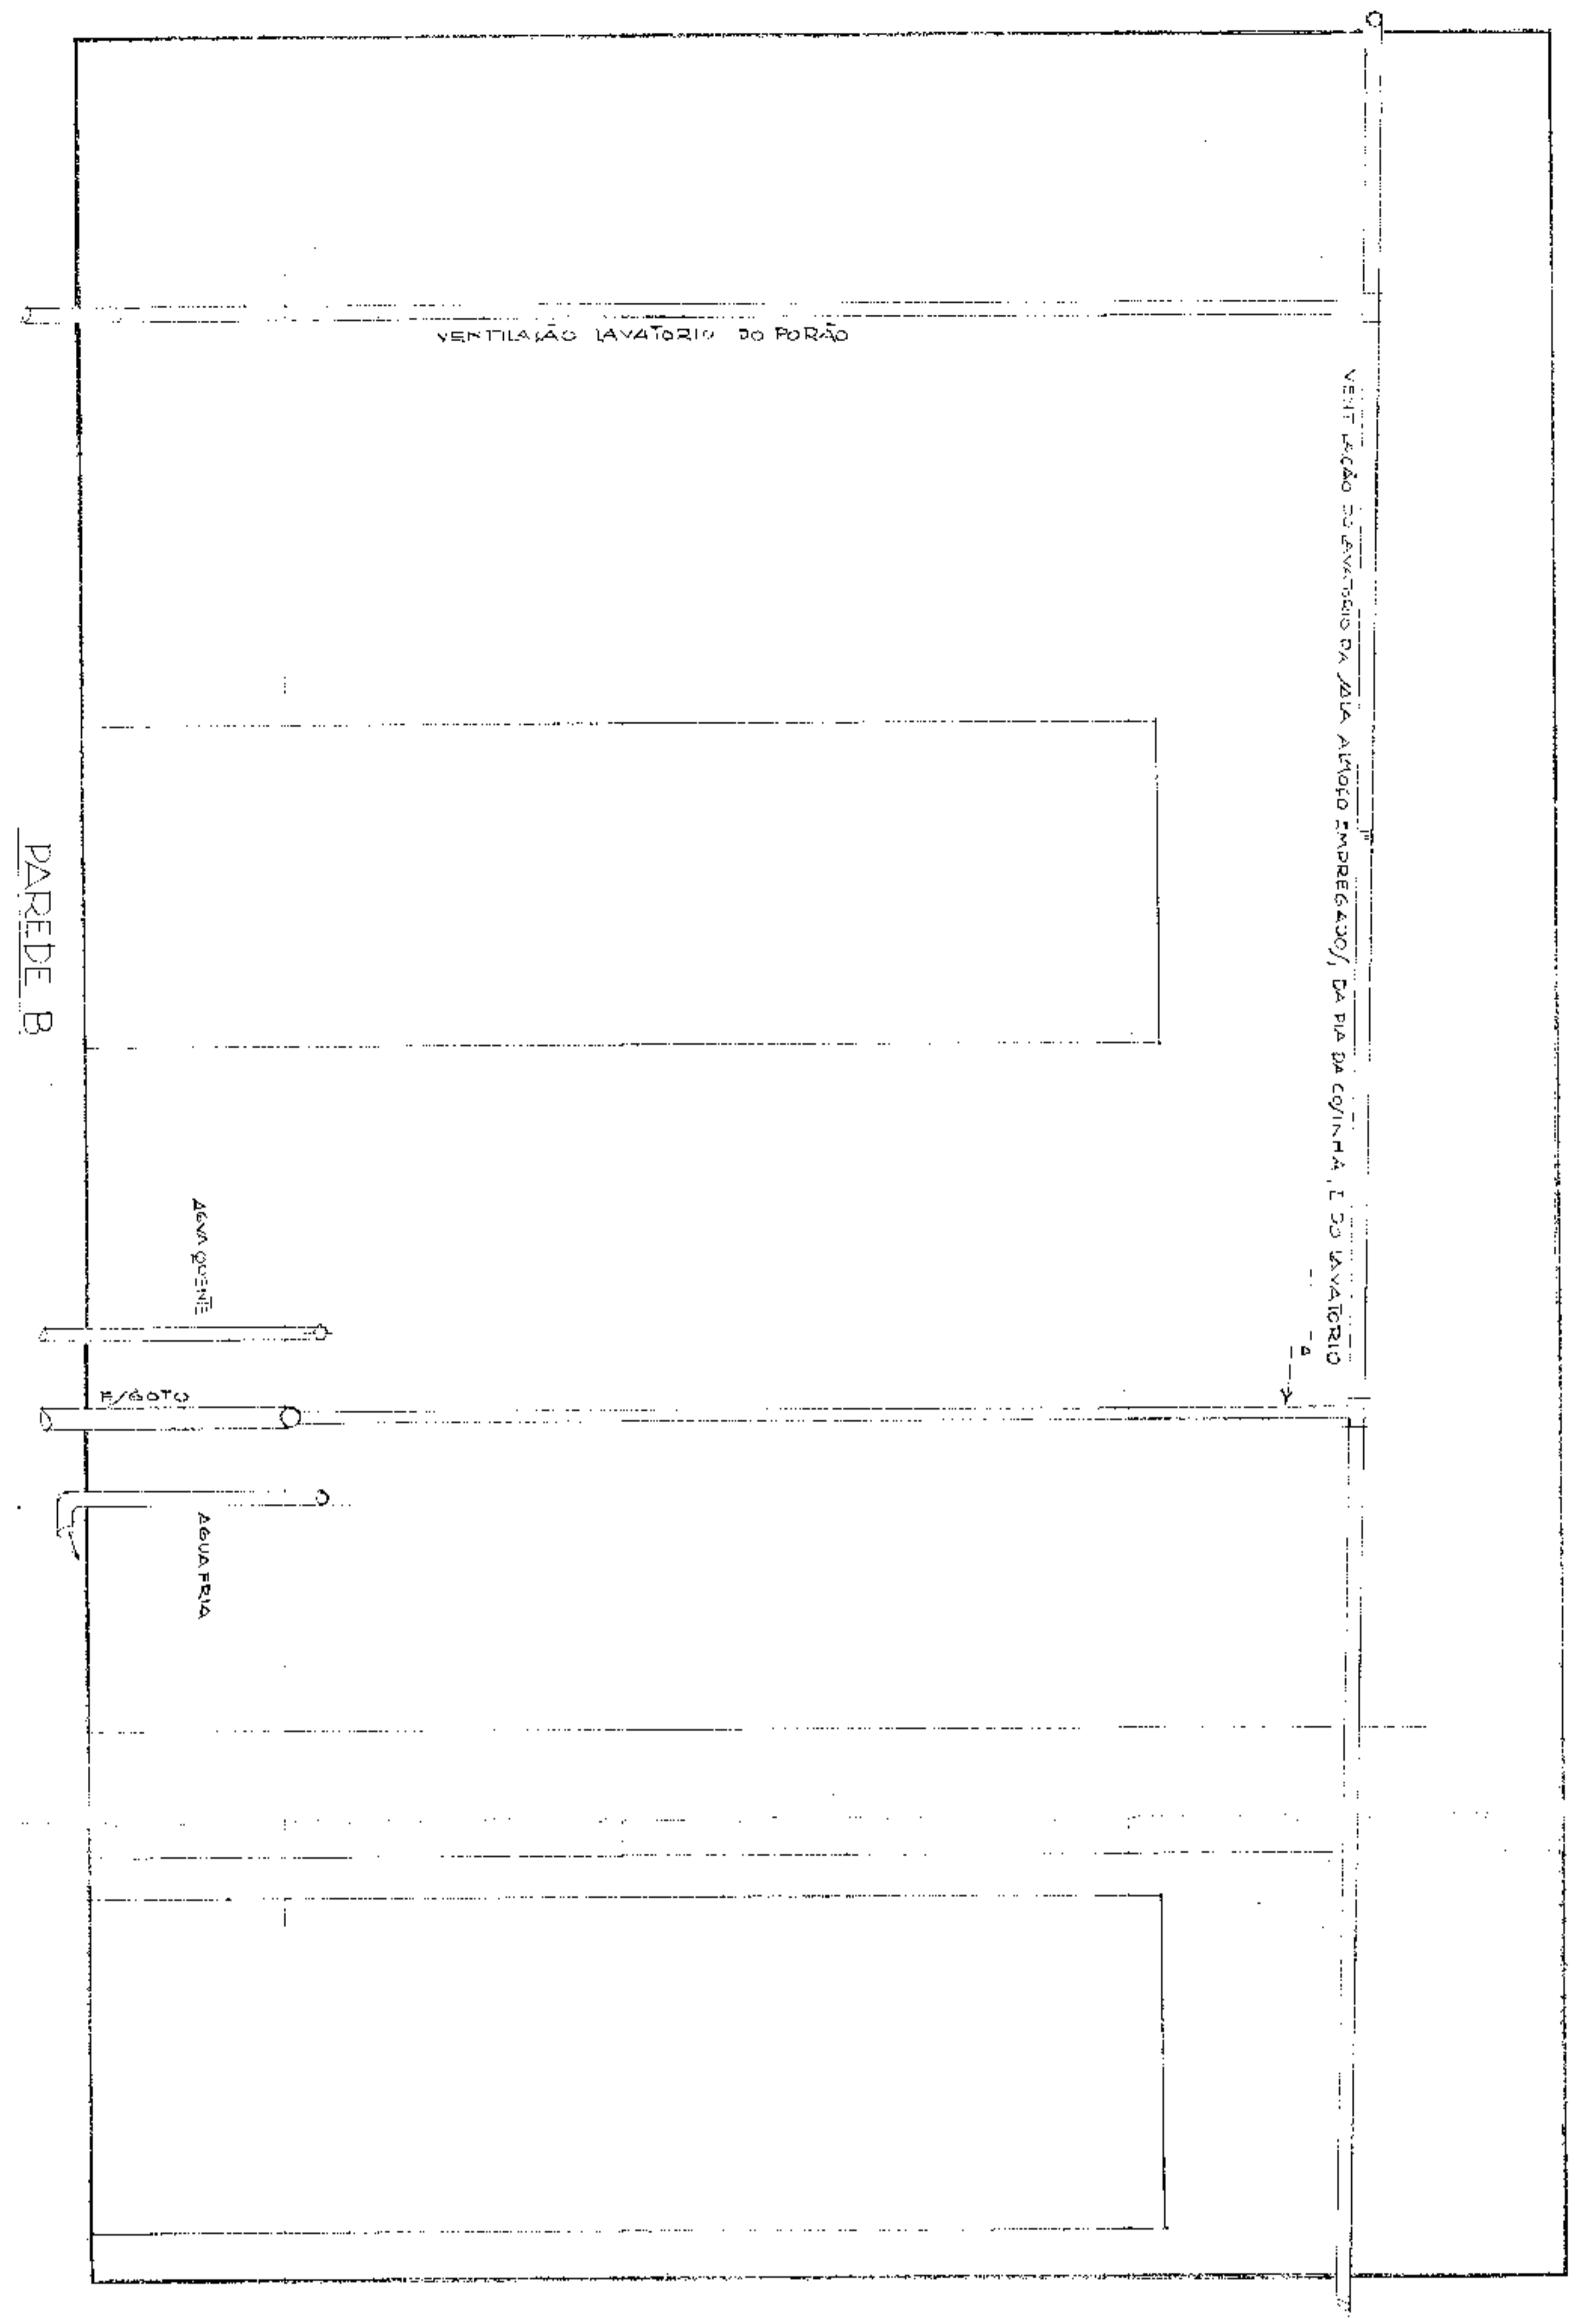 VENTILAÇÃO LAVATORIO DO PORÃO
VENTILAÇÃO DO LAVATORIO DA SALA ALMOÇO EMPREGADOS, DA PIA DA COSINHA, E DO LAVATORIO
A
AGUA QUENTE
ESGOTO
AGUA FRIA
PAREDE B